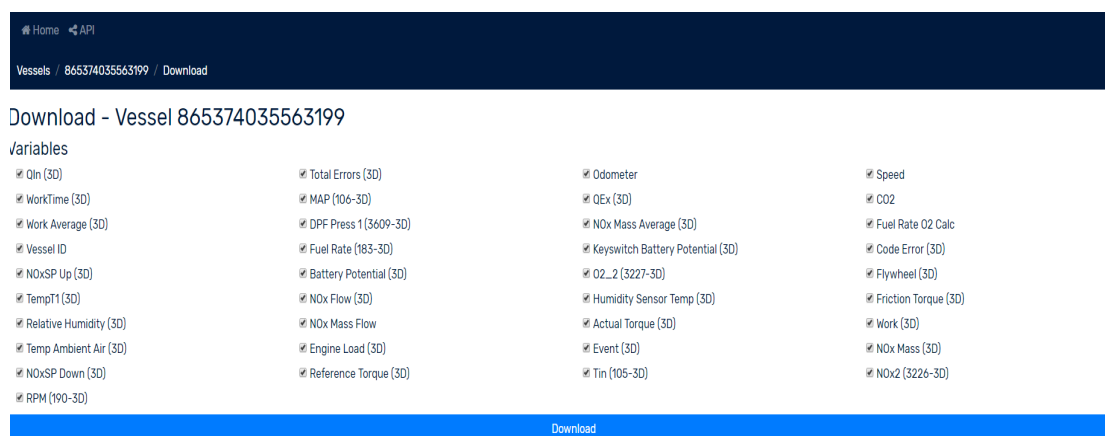 Home API
Vessels / 865374035563199 / Download
Download - Vessel 865374035563199
Variables
QIn (3D) Total Errors (3D) Odometer Speed
WorkTime (3D) MAP (106-3D) QEx (3D) CO2
Work Average (3D) DPF Press 1 (3609-3D) NOx Mass Average (3D) Fuel Rate O2 Calc
Vessel ID Fuel Rate (183-3D) Keyswitch Battery Potential (3D) Code Error (3D)
NOxSP Up (3D) Battery Potential (3D) O2_2 (3227-3D) Flywheel (3D)
TempT1 (3D) NOx Flow (3D) Humidity Sensor Temp (3D) Friction Torque (3D)
Relative Humidity (3D) NOx Mass Flow Actual Torque (3D) Work (3D)
Temp Ambient Air (3D) Engine Load (3D) Event (3D) NOx Mass (3D)
NOxSP Down (3D) Reference Torque (3D) Tin (105-3D) NOx2 (3226-3D)
RPM (190-3D)
Download